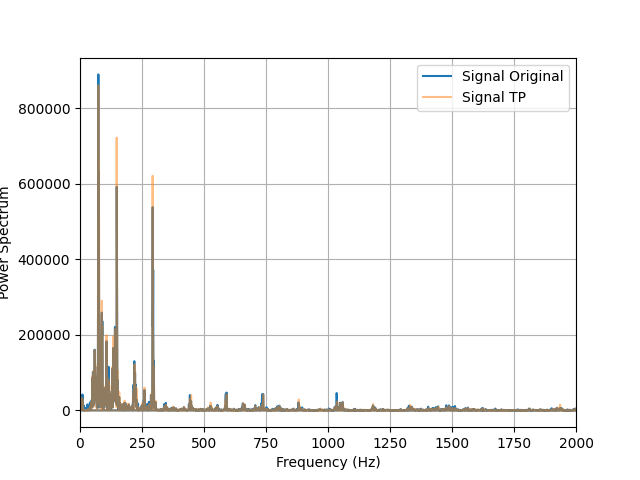 Signal Original
Signal TP
800000
600000
400000
200000
0
Power Spectrum
0 250 500 750 1000 1250 1500 1750 2000
Frequency (Hz)